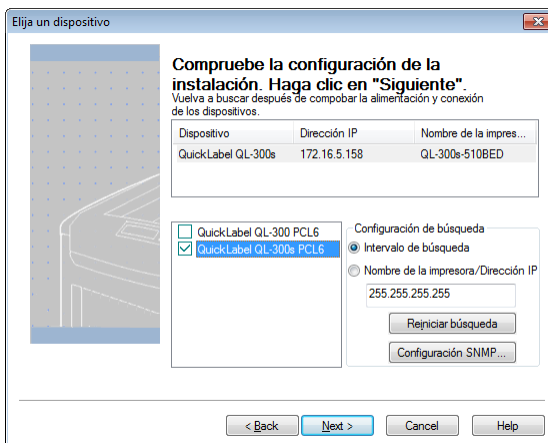 Elija un dispositivo
Compruebe la configuración de la
instalación. Haga clic en "Siguiente".
Vuelva a buscar después de compobar la alimentación y conexión
de los dispositivos.
Dispositivo Dirección IP Nombre de la impres...
QuickLabel QL-300s 172.16.5.158 QL-300s-510BED
QuickLabel QL-300 PCL6
QuickLabel QL-300s PCL6
Configuración de búsqueda
Intervalo de búsqueda
Nombre de la impresora/Dirección IP
255.255.255.255
Reiniciar búsqueda
Configuración SNMP...
< Back
Next >
Cancel
Help